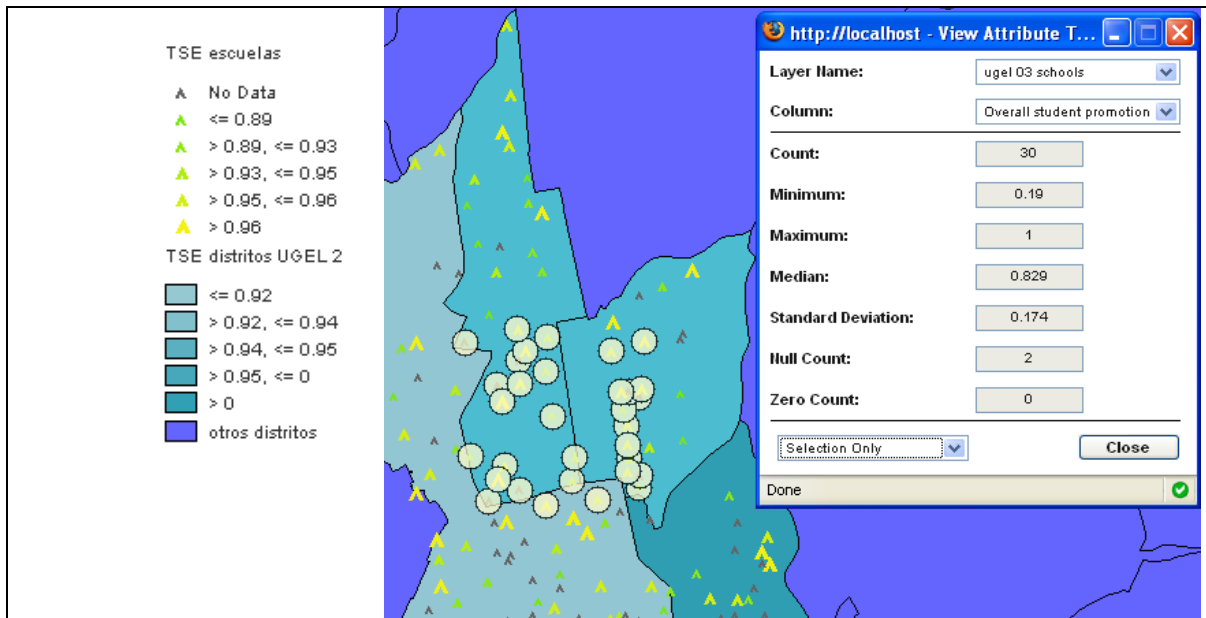 TSE escuelas
No Data
<= 0.89
> 0.89, <= 0.93
> 0.93, <= 0.95
> 0.95, <= 0.96
> 0.96
TSE distritos UGEL 2
<= 0.92
> 0.92, <= 0.94
> 0.94, <= 0.95
> 0.95, <= 0
> 0
otros distritos
http://localhost - View Attribute T...
Layer Name: ugel 03 schools
Column: Overall student promotion
Count: 30
Minimum: 0.19
Maximum: 1
Median: 0.829
Standard Deviation: 0.174
Null Count: 2
Zero Count: 0
Selection Only Close
Done